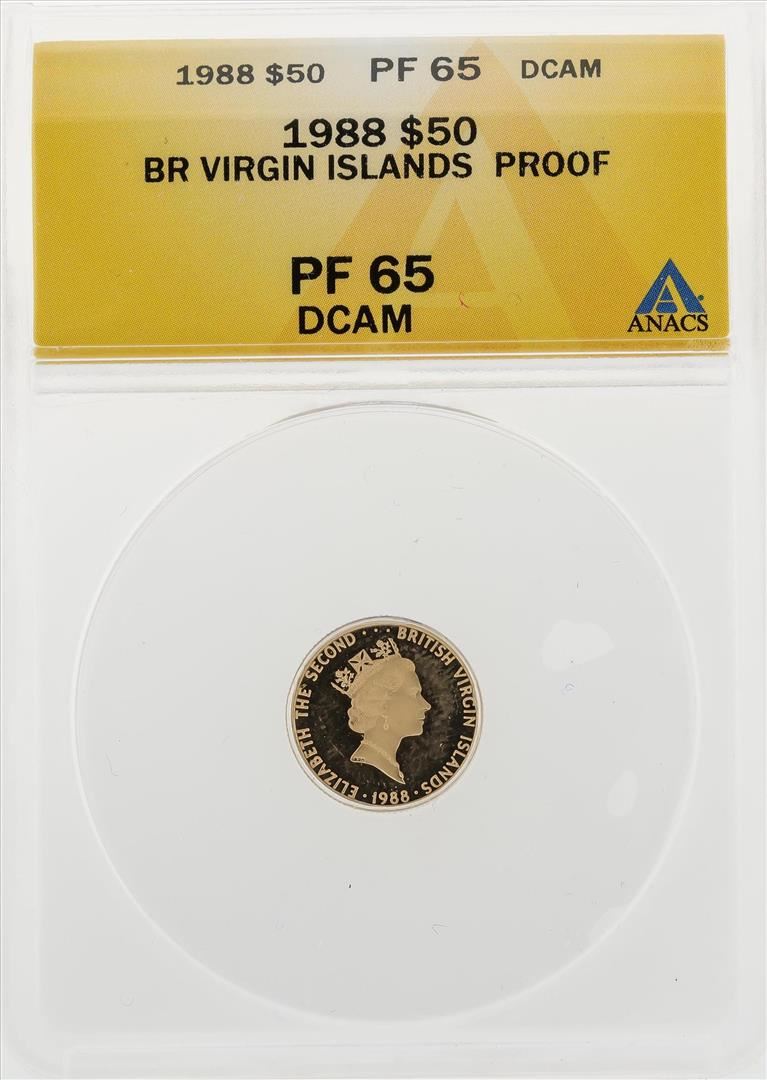 1988 $50 PF 65 DCAM
1988 $50
BR VIRGIN ISLANDS PROOF
PF 65
DCAM
ANACS
ELIZABETH THE SECOND · · · BRITISH VIRGIN ISLANDS · 1988 ·